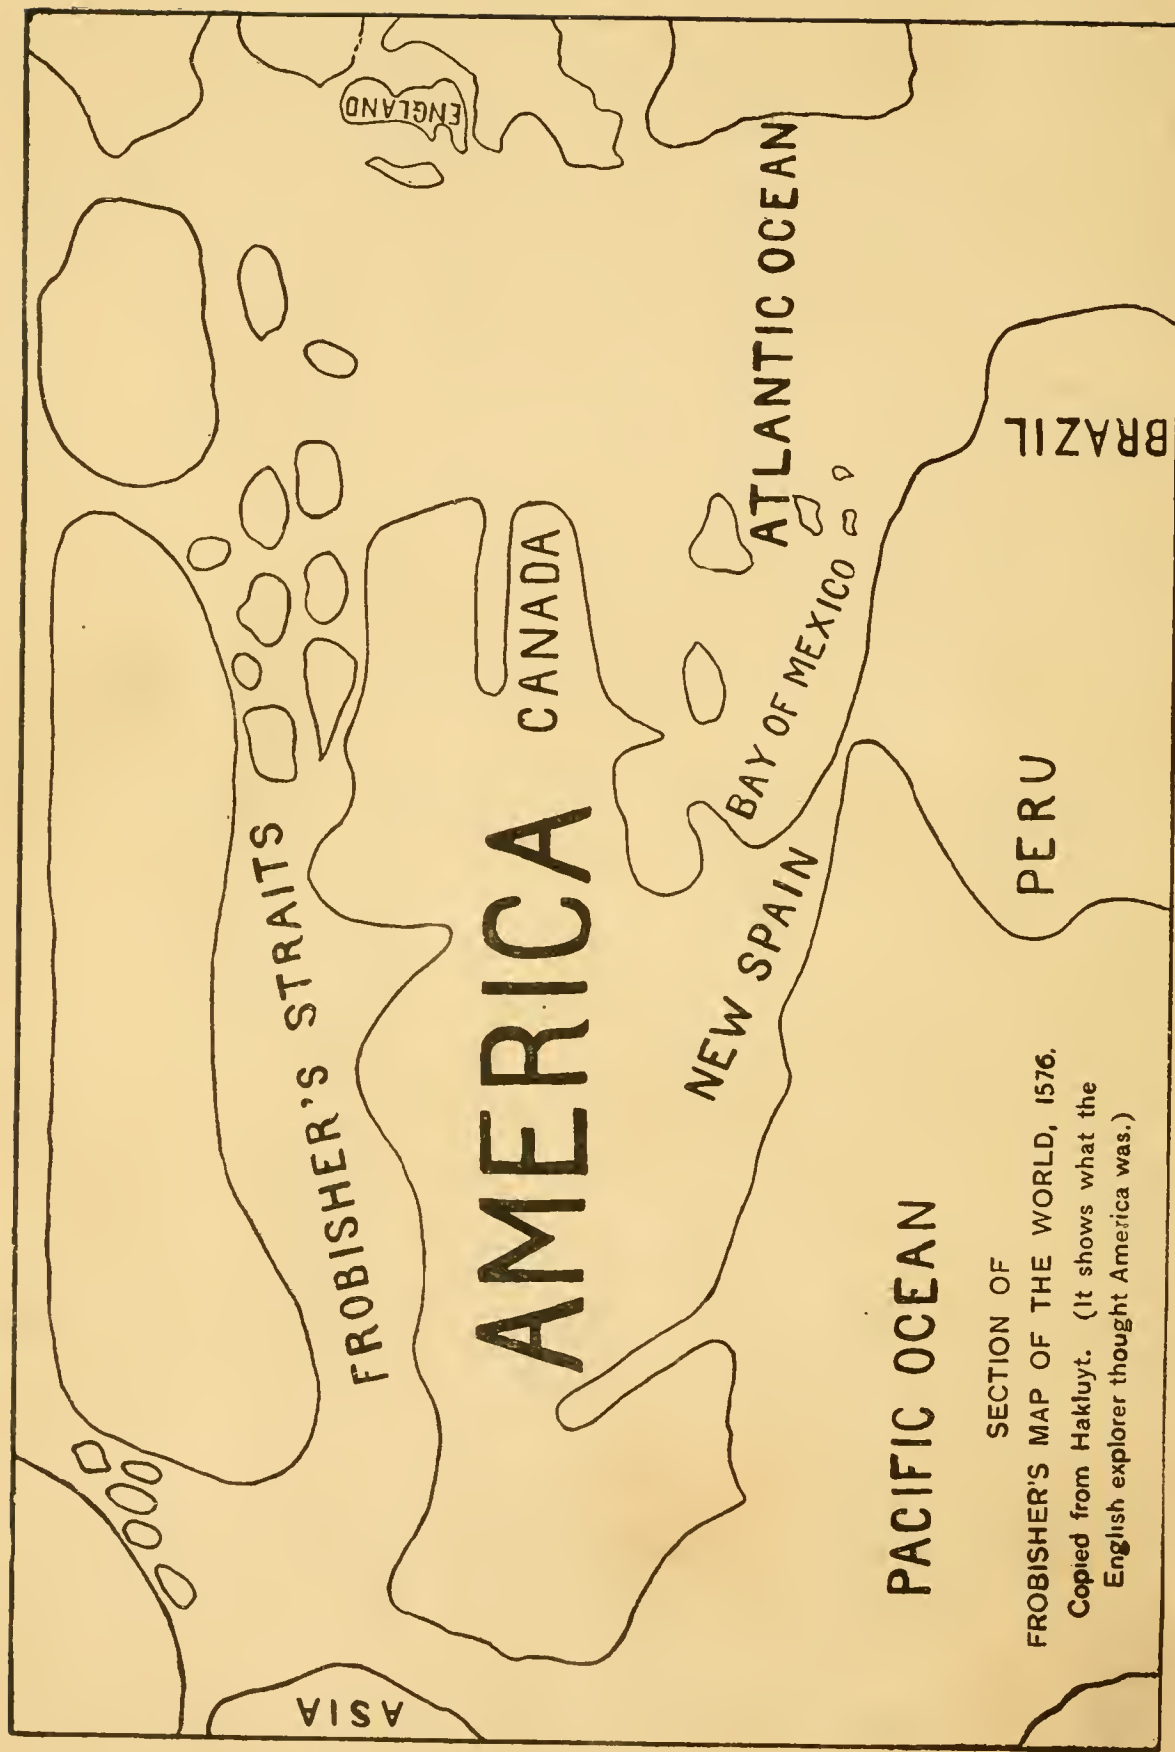 ENGLAND
ATLANTIC OCEAN
BRAZIL
CANADA
BAY OF MEXICO
FROBISHER'S STRAITS
AMERICA
NEW SPAIN
PERU
PACIFIC OCEAN
ASIA
SECTION OF
FROBISHER'S MAP OF THE WORLD, 1576.
Copied from Hakluyt. (It shows what the
English explorer thought America was.)